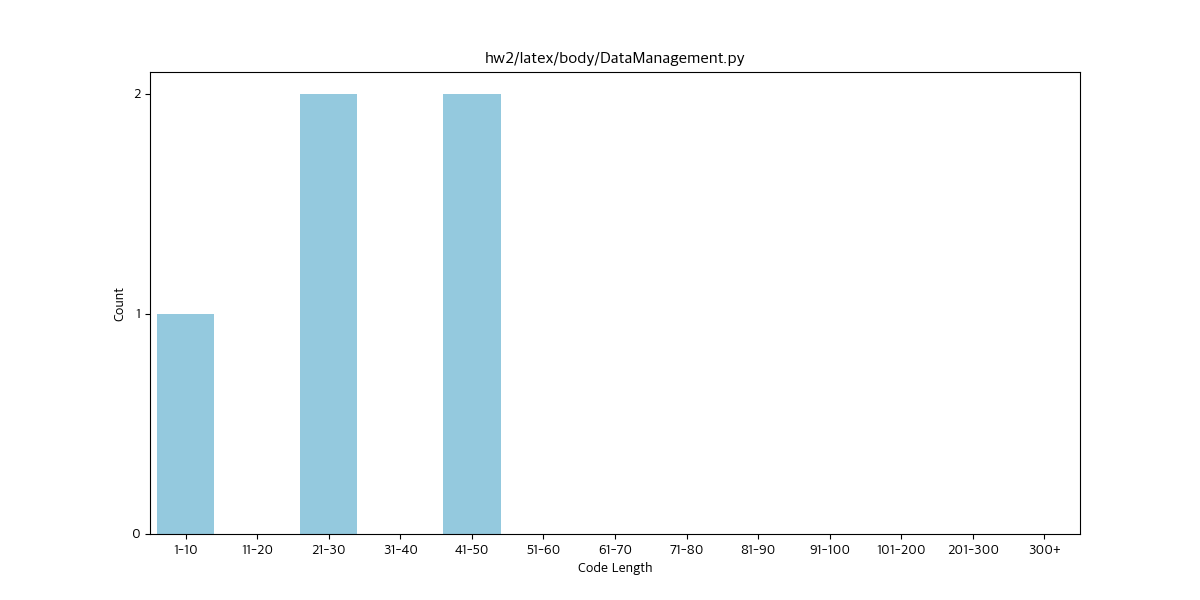 hw2/latex/body/DataManagement.py
2
1
0
Count
1-10 11-20 21-30 31-40 41-50 51-60 61-70 71-80 81-90 91-100 101-200 201-300 300+
Code Length